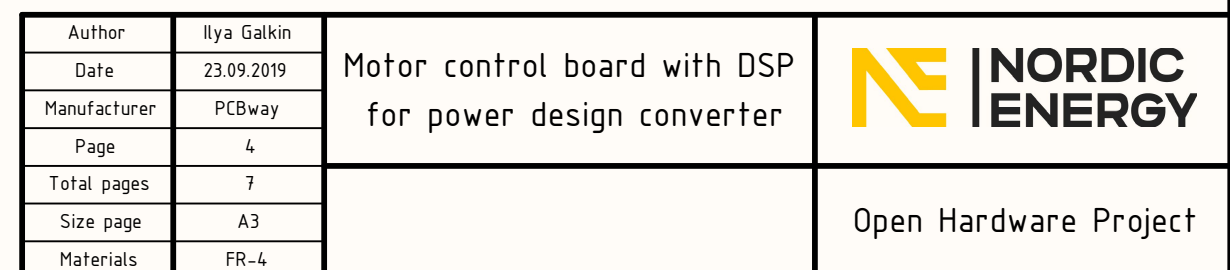 Author Ilya Galkin
Date 23.09.2019
Manufacturer PCBway
Page 4
Total pages 7
Size page A3
Materials FR-4
Motor control board with DSP
for power design converter
NORDIC
ENERGY
Open Hardware Project